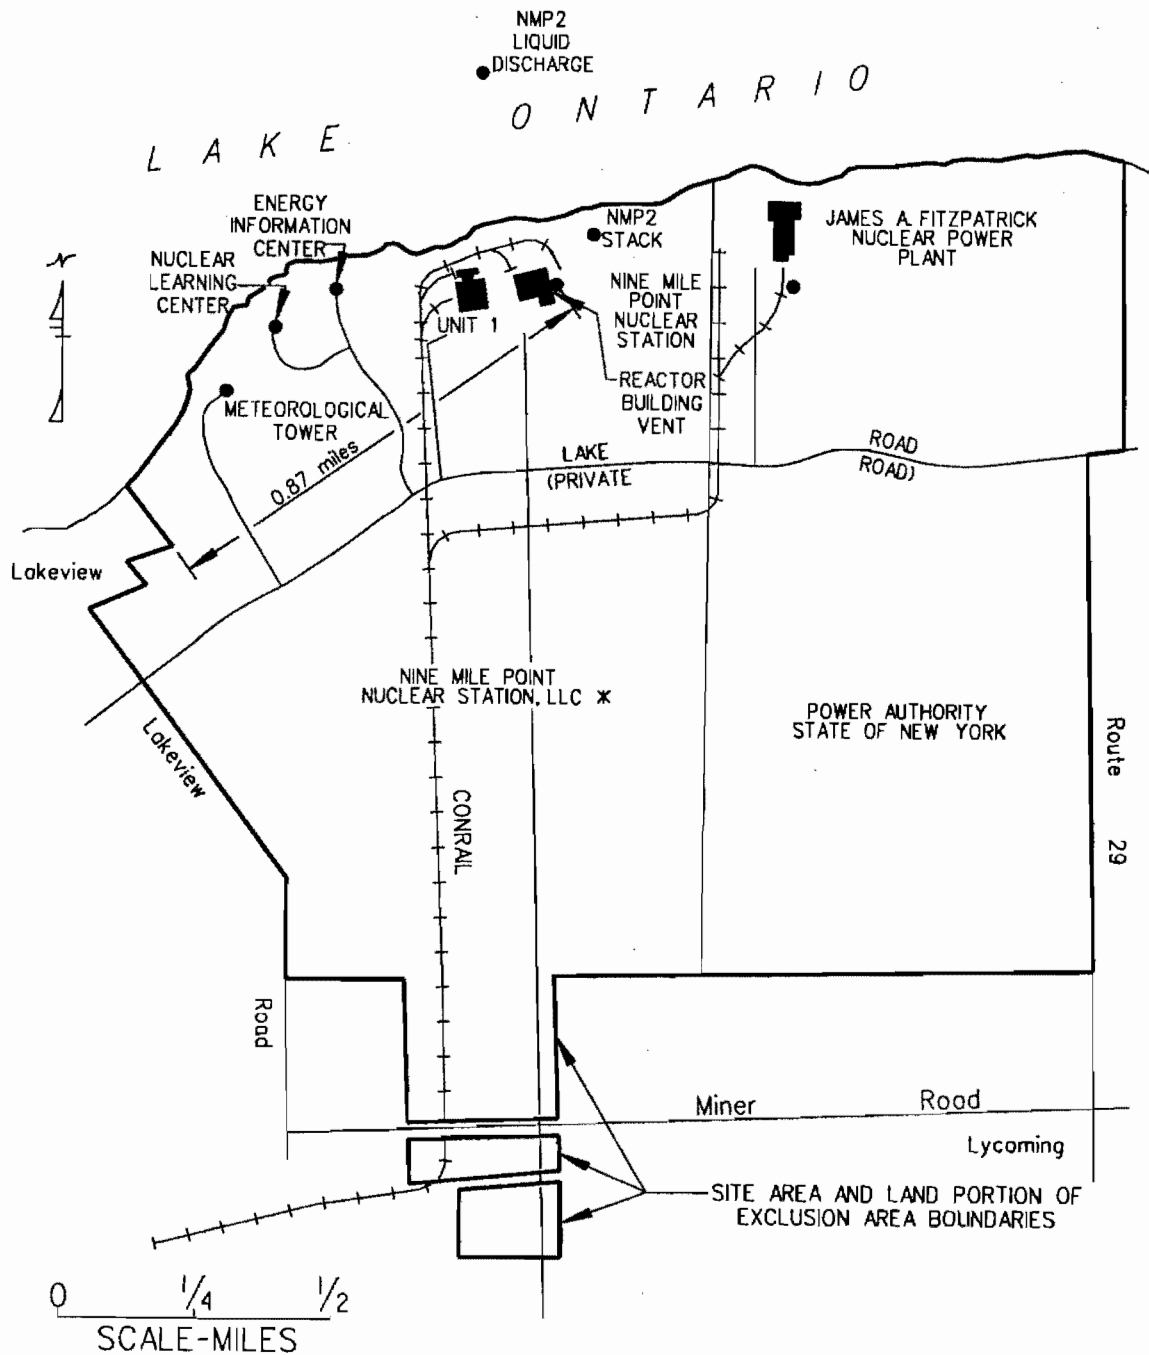 NMP2
LIQUID
DISCHARGE
LAKE ONTARIO
ENERGY
INFORMATION
CENTER
NUCLEAR
LEARNING
CENTER
N
NMP2
STACK
JAMES A. FITZPATRICK
NUCLEAR POWER
PLANT
NINE MILE
POINT
NUCLEAR
STATION
UNIT 1
REACTOR
BUILDING
VENT
METEOROLOGICAL
TOWER
0.87 miles
LAKE ROAD
(PRIVATE ROAD)
Lakeview
NINE MILE POINT
NUCLEAR STATION, LLC *
POWER AUTHORITY
STATE OF NEW YORK
Lakeview
Route 29
CONRAIL
Road
Miner Road
Lycoming
SITE AREA AND LAND PORTION OF
EXCLUSION AREA BOUNDARIES
0 1/4 1/2
SCALE-MILES